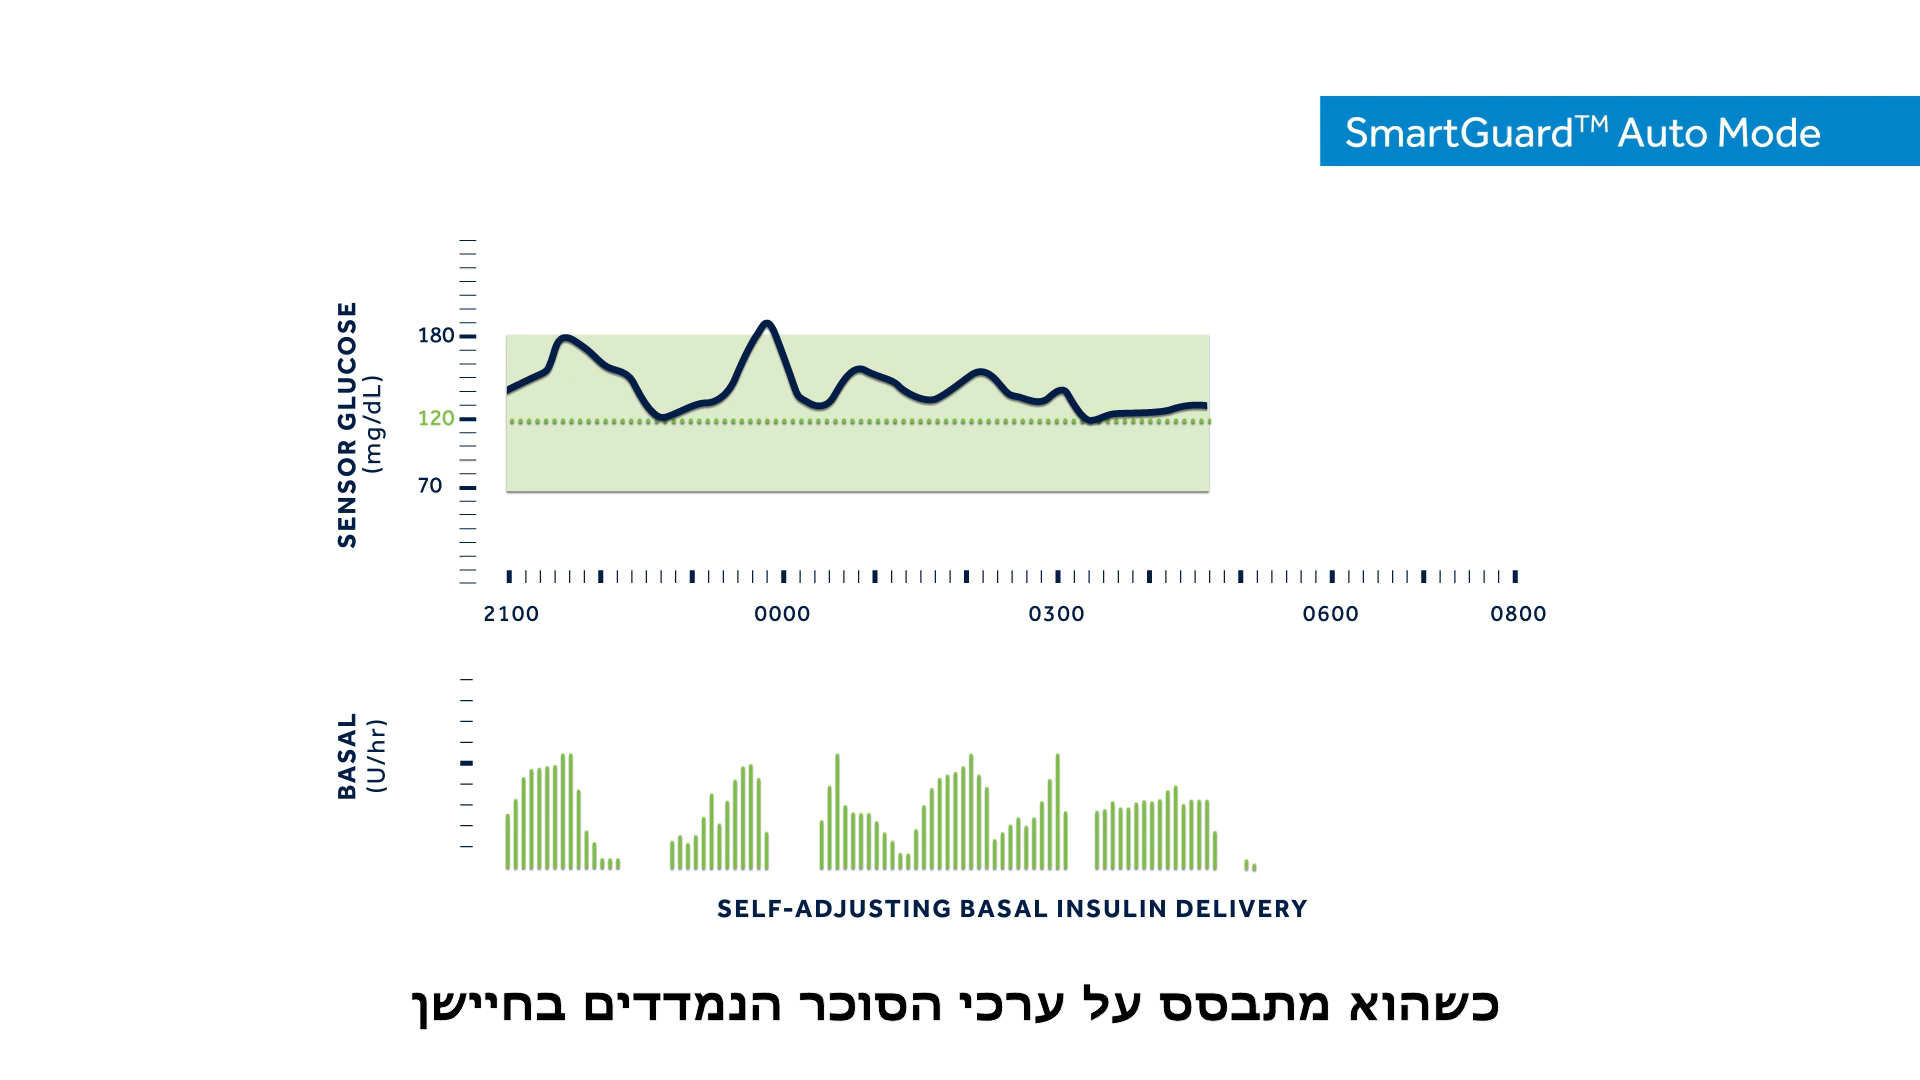 SmartGuard™ Auto Mode
SENSOR GLUCOSE
(mg/dL)
180
120
70
2100 0000 0300 0600 0800
BASAL
(U/hr)
SELF-ADJUSTING BASAL INSULIN DELIVERY
כשהוא מתבסס על ערכי הסוכר הנמדדים בחיישן